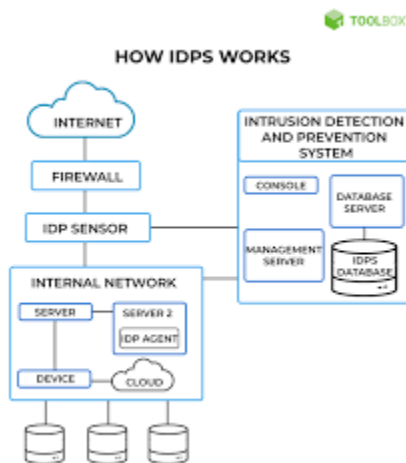 TOOLBOX
HOW IDPS WORKS
INTERNET
FIREWALL
IDP SENSOR
INTERNAL NETWORK
SERVER
SERVER 2
IDP AGENT
DEVICE
CLOUD
INTRUSION DETECTION
AND PREVENTION
SYSTEM
CONSOLE
DATABASE
SERVER
MANAGEMENT
SERVER
IDPS
DATABASE